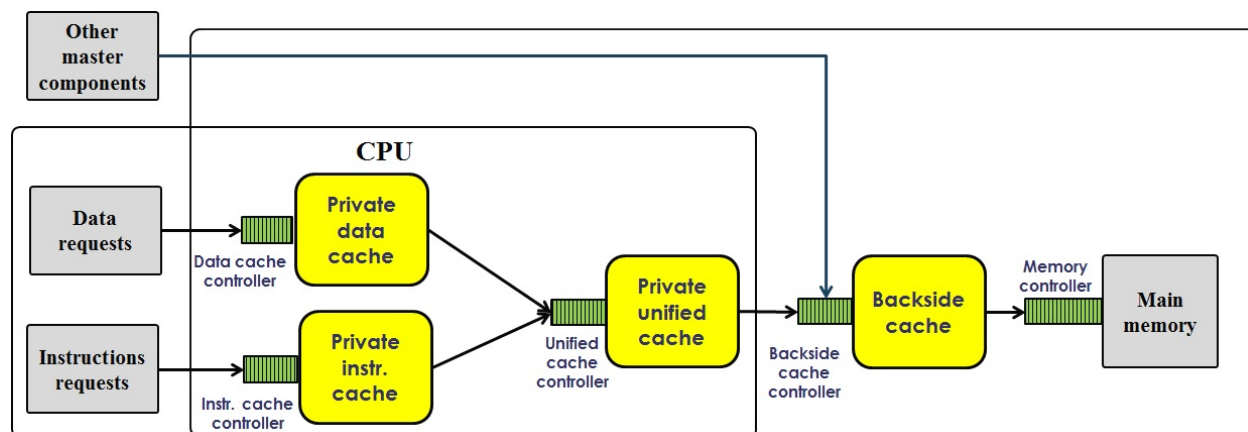 Other
master
components
CPU
Data
requests
Private
data
cache
Data cache
controller
Instructions
requests
Private
instr.
cache
Instr. cache
controller
Private
unified
cache
Unified
cache
controller
Backside
cache
Backside
cache
controller
Memory
controller
Main
memory